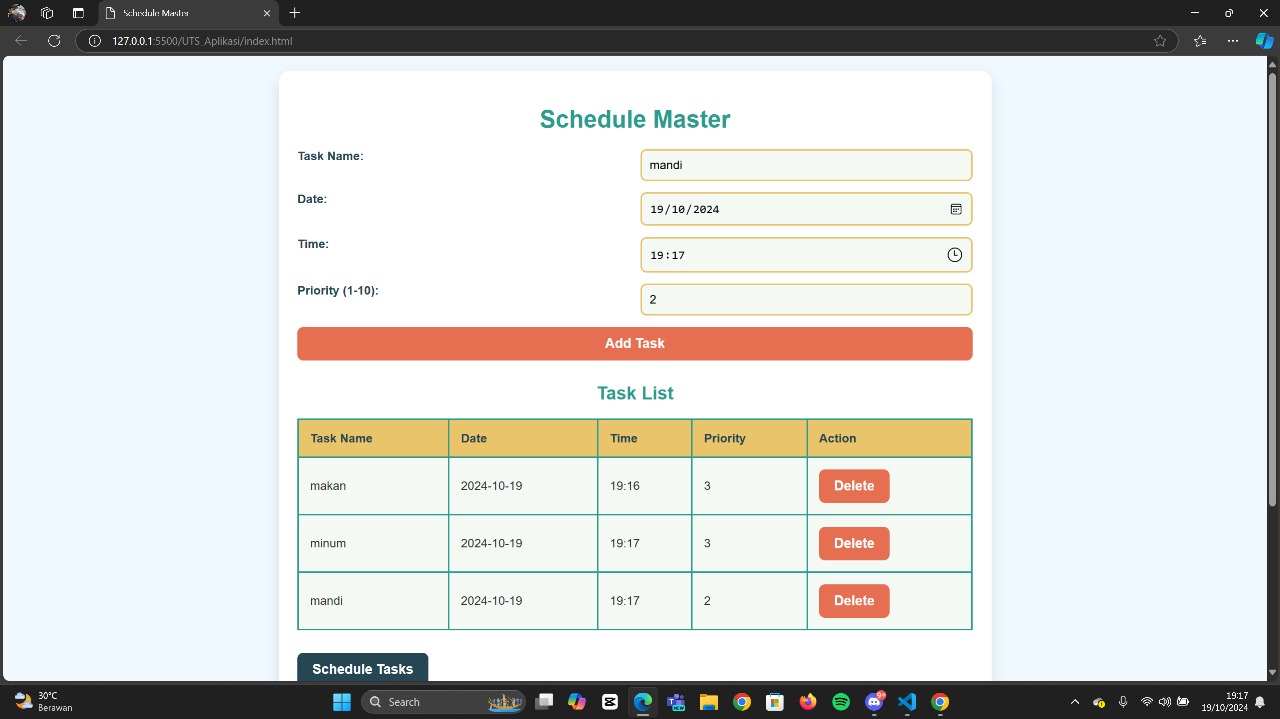 Schedule Master
127.0.0.1:5500/UTS_Aplikasi/index.html
Schedule Master
Task Name:
mandi
Date:
19/10/2024
Time:
19:17
Priority (1-10):
2
Add Task
Task List
Task Name Date Time Priority Action
makan 2024-10-19 19:16 3 Delete
minum 2024-10-19 19:17 3 Delete
mandi 2024-10-19 19:17 2 Delete
Schedule Tasks
30°C
Berawan
Search
NEW
9+
19:17
19/10/2024